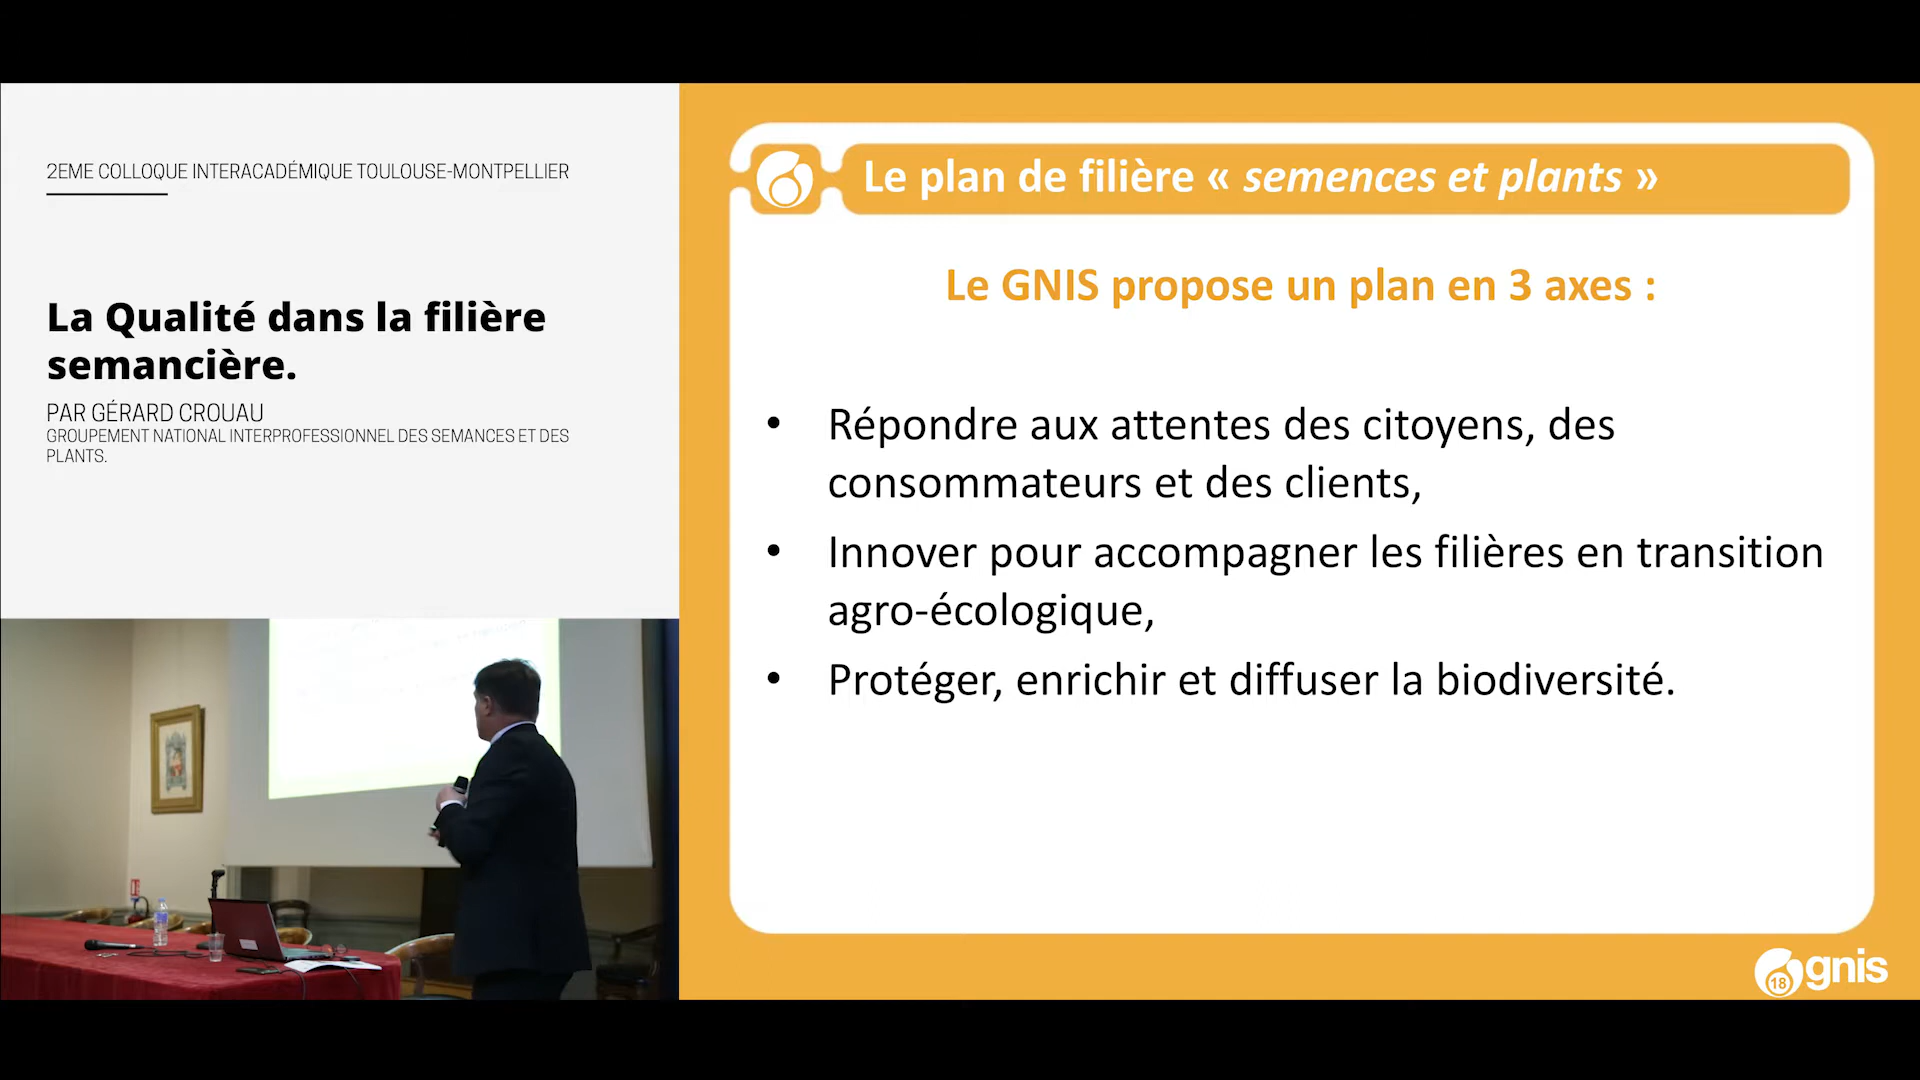 2EME COLLOQUE INTERACADÉMIQUE TOULOUSE-MONTPELLIER
La Qualité dans la filière
semancière.
PAR GÉRARD CROUAU
GROUPEMENT NATIONAL INTERPROFESSIONNEL DES SEMANCES ET DES
PLANTS.
Le plan de filière « semences et plants »
Le GNIS propose un plan en 3 axes :
• Répondre aux attentes des citoyens, des
consommateurs et des clients,
• Innover pour accompagner les filières en transition
agro-écologique,
• Protéger, enrichir et diffuser la biodiversité.
18
gnis